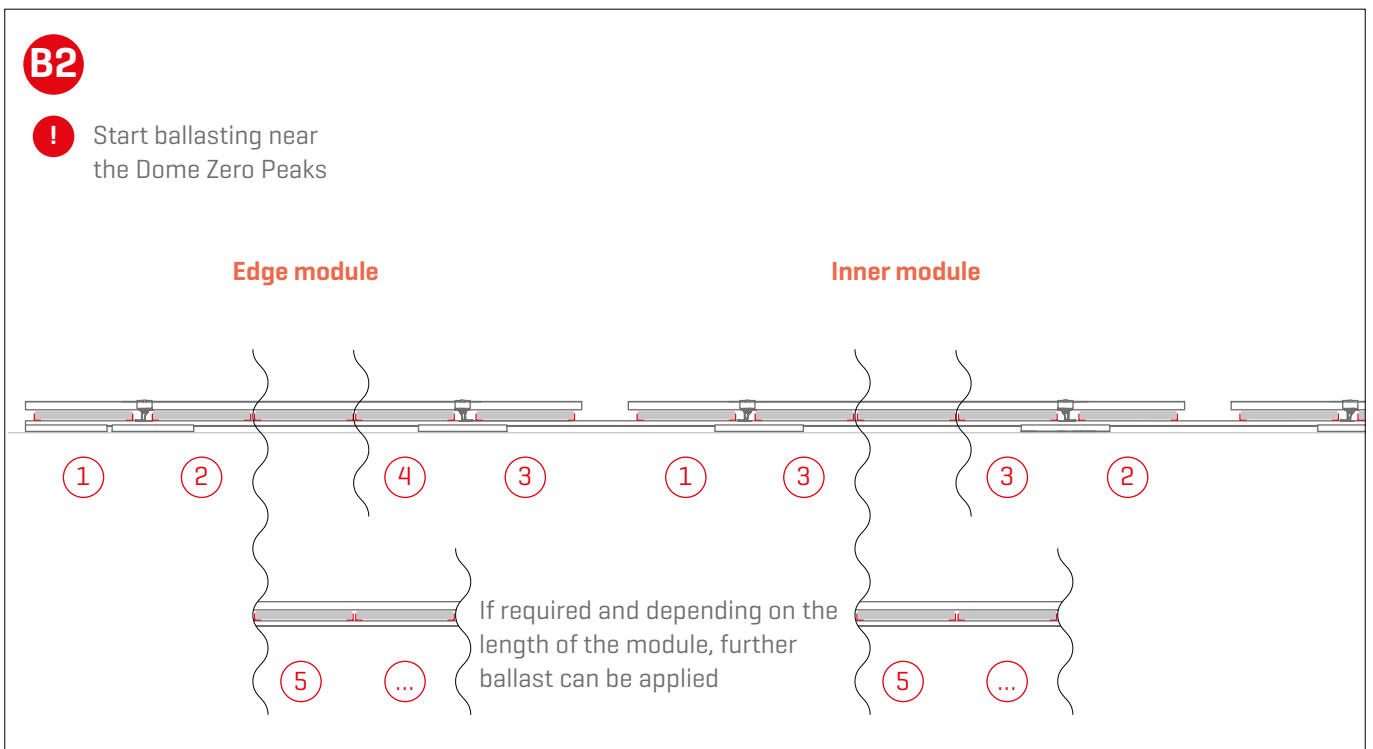 B2
! Start ballasting near
the Dome Zero Peaks
Edge module
Inner module
1 2 4 3 1 3 3 2
If required and depending on the
length of the module, further
ballast can be applied
5 ... 5 ...